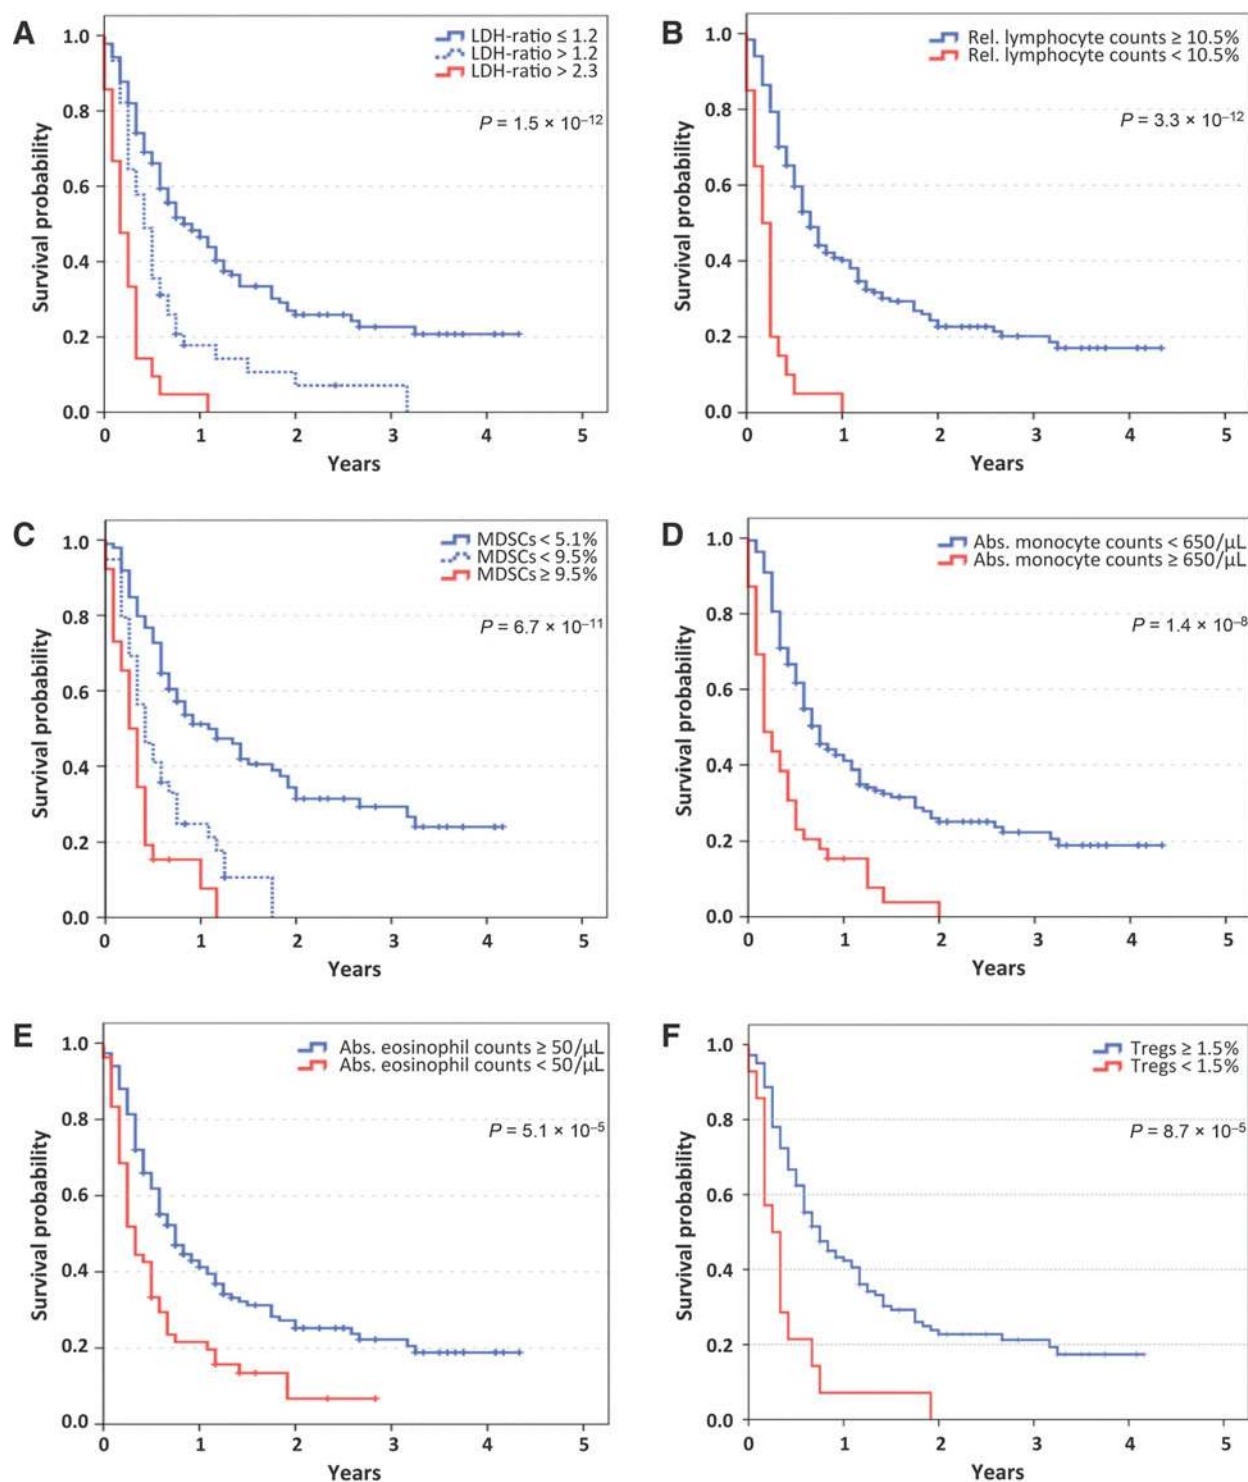 A
LDH-ratio ≤ 1.2
LDH-ratio > 1.2
LDH-ratio > 2.3
P = 1.5 × 10⁻¹²
Survival probability
1.0
0.8
0.6
0.4
0.2
0.0
0 1 2 3 4 5
Years
B
Rel. lymphocyte counts ≥ 10.5%
Rel. lymphocyte counts < 10.5%
P = 3.3 × 10⁻¹²
Survival probability
1.0
0.8
0.6
0.4
0.2
0.0
0 1 2 3 4 5
Years
C
MDSCs < 5.1%
MDSCs < 9.5%
MDSCs ≥ 9.5%
P = 6.7 × 10⁻¹¹
Survival probability
1.0
0.8
0.6
0.4
0.2
0.0
0 1 2 3 4 5
Years
D
Abs. monocyte counts < 650/µL
Abs. monocyte counts ≥ 650/µL
P = 1.4 × 10⁻⁸
Survival probability
1.0
0.8
0.6
0.4
0.2
0.0
0 1 2 3 4 5
Years
E
Abs. eosinophil counts ≥ 50/µL
Abs. eosinophil counts < 50/µL
P = 5.1 × 10⁻⁵
Survival probability
1.0
0.8
0.6
0.4
0.2
0.0
0 1 2 3 4 5
Years
F
Tregs ≥ 1.5%
Tregs < 1.5%
P = 8.7 × 10⁻⁵
Survival probability
1.0
0.8
0.6
0.4
0.2
0.0
0 1 2 3 4 5
Years